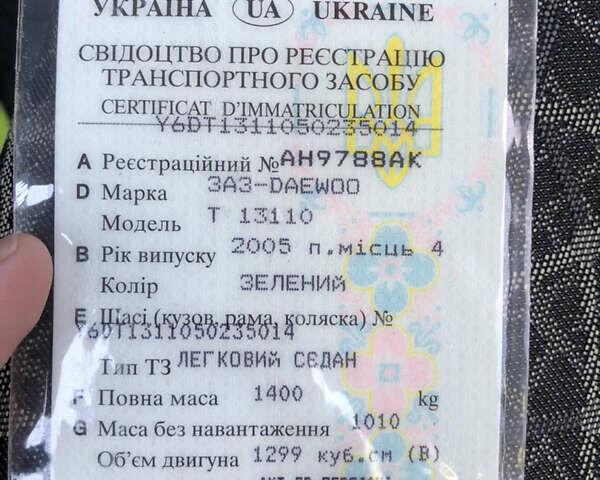 УКРАЇНА UA UKRAINE
СВІДОЦТВО ПРО РЕЄСТРАЦІЮ
ТРАНСПОРТНОГО ЗАСОБУ
CERTIFICAT D'IMMATRICULATION
Y6DT1311050235014
A Реєстраційний № АН9788АК
D Марка ЗАЗ-DAEWOO
Модель Т 13110
B Рік випуску 2005 п.місць 4
Колір ЗЕЛЕНИЙ
E Шасі (кузов, рама, коляска) №
Y6DT1311050235014
Тип ТЗ ЛЕГКОВИЙ СЄДАН
F Повна маса 1400 kg
G Маса без навантаження 1010
Об'єм двигуна 1299 куб.см (В)